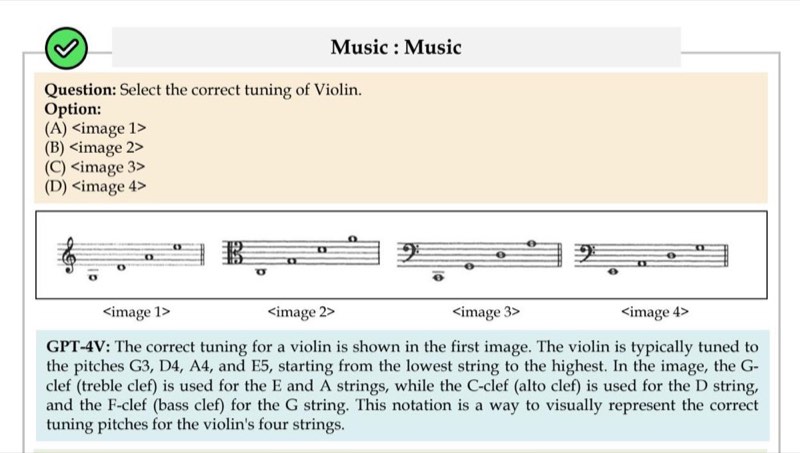 Music : Music
Question: Select the correct tuning of Violin.
Option:
(A) <image 1>
(B) <image 2>
(C) <image 3>
(D) <image 4>
<image 1> <image 2> <image 3> <image 4>
GPT-4V: The correct tuning for a violin is shown in the first image. The violin is typically tuned to
the pitches G3, D4, A4, and E5, starting from the lowest string to the highest. In the image, the G-
clef (treble clef) is used for the E and A strings, while the C-clef (alto clef) is used for the D string,
and the F-clef (bass clef) for the G string. This notation is a way to visually represent the correct
tuning pitches for the violin's four strings.